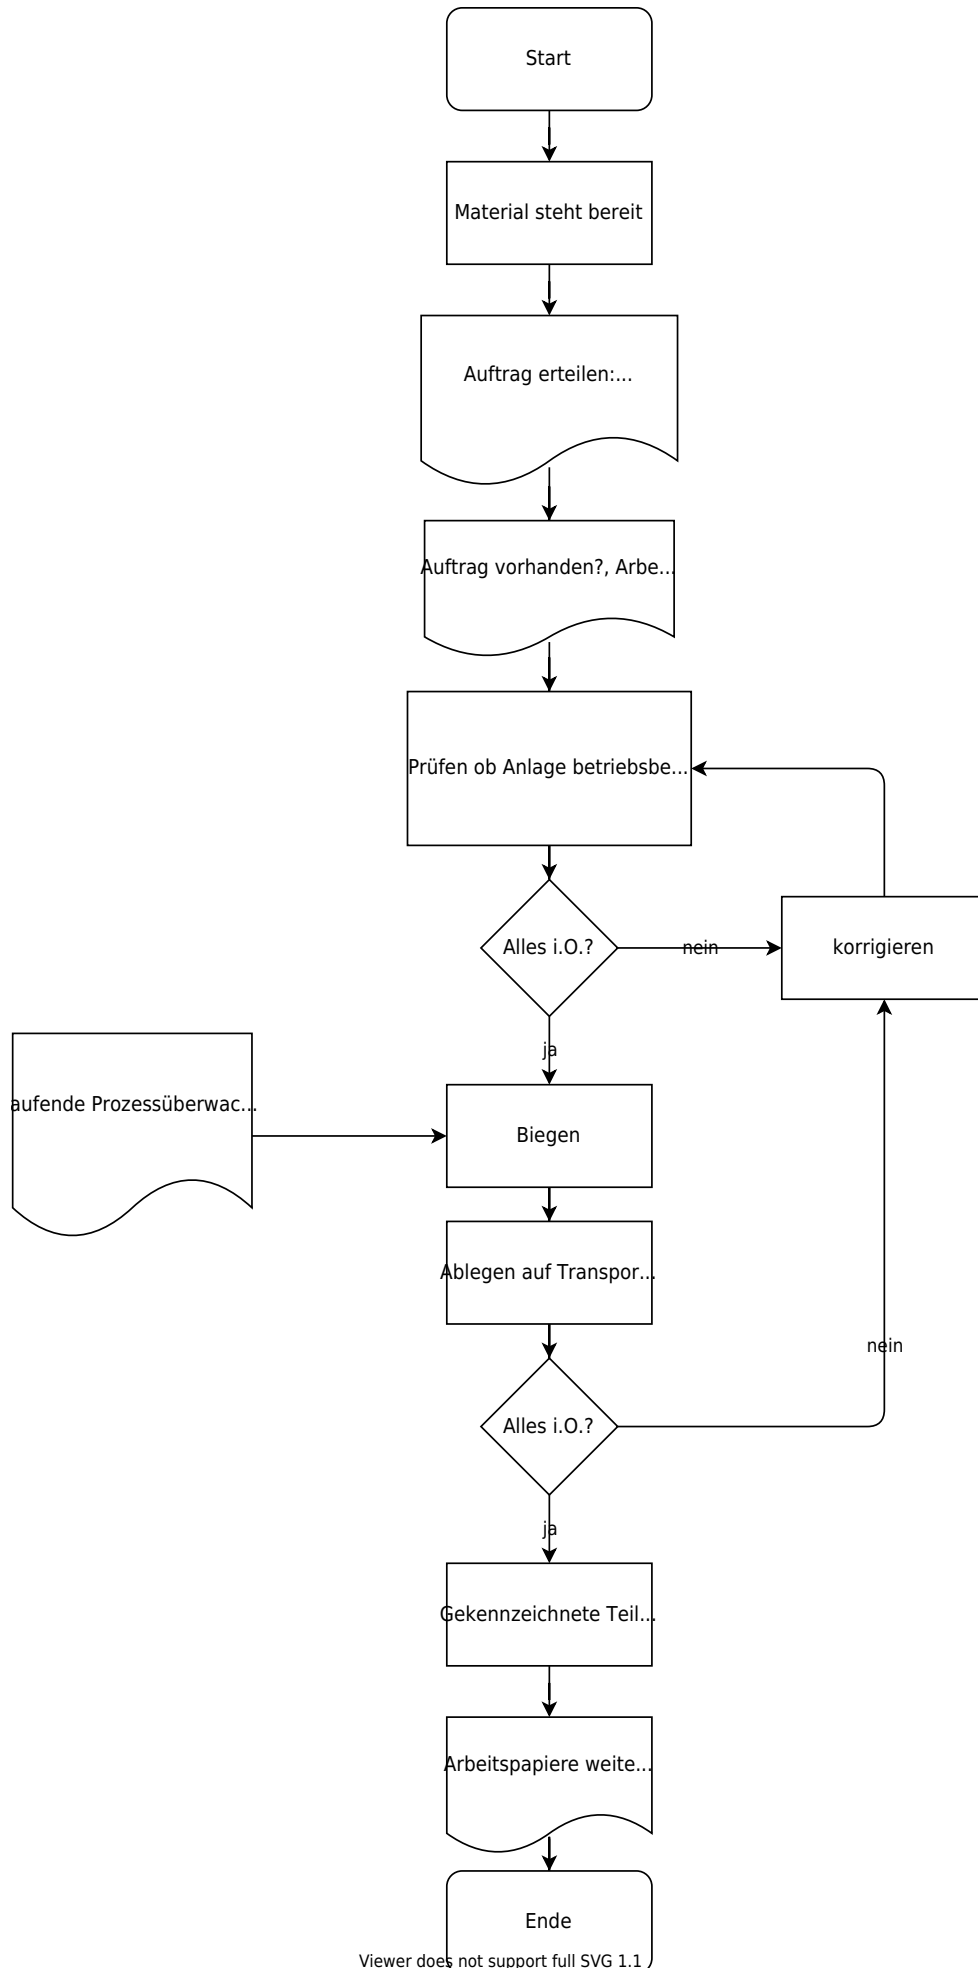 Start
Material steht bereit
Auftrag erteilen:...
Auftrag vorhanden?, Arbe...
Prüfen ob Anlage betriebsbe...
Alles i.O.?
nein
korrigieren
ja
aufende Prozessüberwac...
Biegen
Ablegen auf Transpor...
nein
Alles i.O.?
ja
Gekennzeichnete Teil...
Arbeitspapiere weite...
Ende
Viewer does not support full SVG 1.1